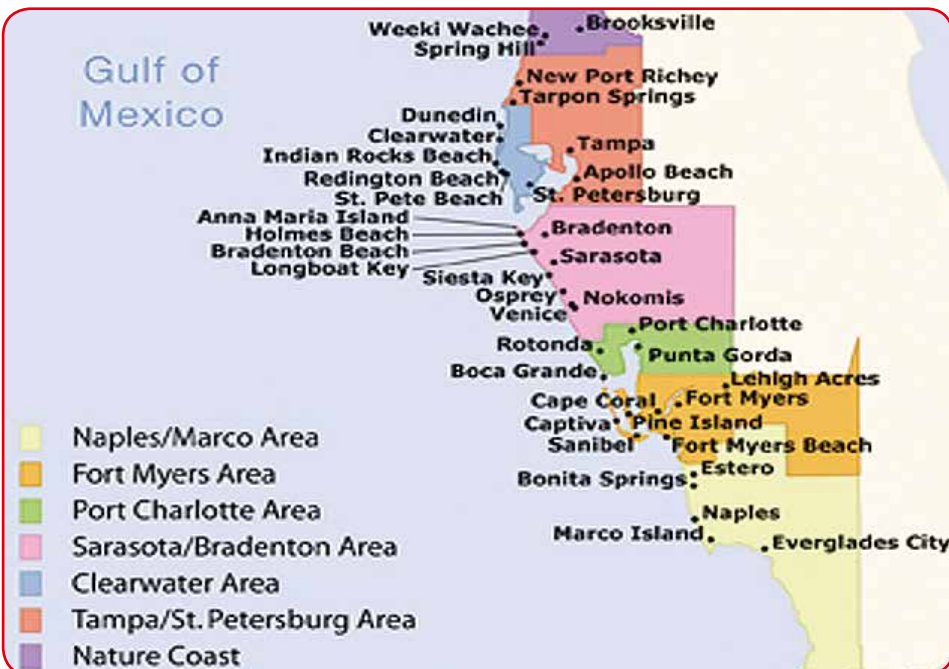 Weeki Wachee
Brooksville
Spring Hill
Gulf of
Mexico
New Port Richey
Tarpon Springs
Dunedin
Clearwater
Tampa
Indian Rocks Beach
Apollo Beach
Redington Beach
St. Petersburg
St. Pete Beach
Anna Maria Island
Holmes Beach
Bradenton
Bradenton Beach
Sarasota
Longboat Key
Siesta Key
Osprey
Nokomis
Venice
Port Charlotte
Rotonda
Punta Gorda
Boca Grande
Lehigh Acres
Cape Coral
Fort Myers
Captiva
Pine Island
Sanibel
Fort Myers Beach
Estero
Bonita Springs
Naples
Marco Island
Everglades City
Naples/Marco Area
Fort Myers Area
Port Charlotte Area
Sarasota/Bradenton Area
Clearwater Area
Tampa/St. Petersburg Area
Nature Coast